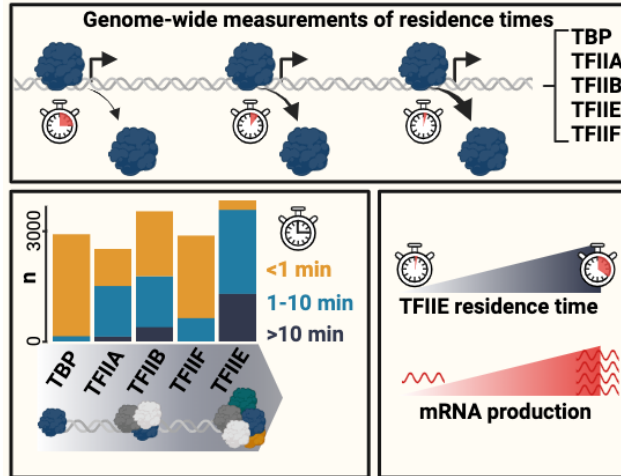 Genome-wide measurements of residence times
TBP
TFIIA
TFIIB
TFIIE
TFIIF
3000
n
0
<1 min
1-10 min
>10 min
TBP
TFIIA
TFIIB
TFIIF
TFIIE
TFIIE residence time
mRNA production